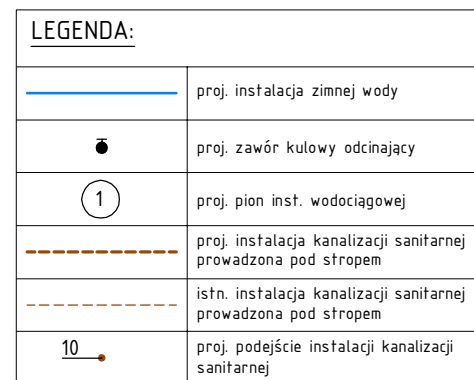 LEGENDA:
proj. instalacja zimnej wody
proj. zawór kulowy odcinający
1
proj. pion inst. wodociągowej
proj. instalacja kanalizacji sanitarnej
prowadzona pod stropem
istn. instalacja kanalizacji sanitarnej
prowadzona pod stropem
10
proj. podejście instalacji kanalizacji
sanitarnej